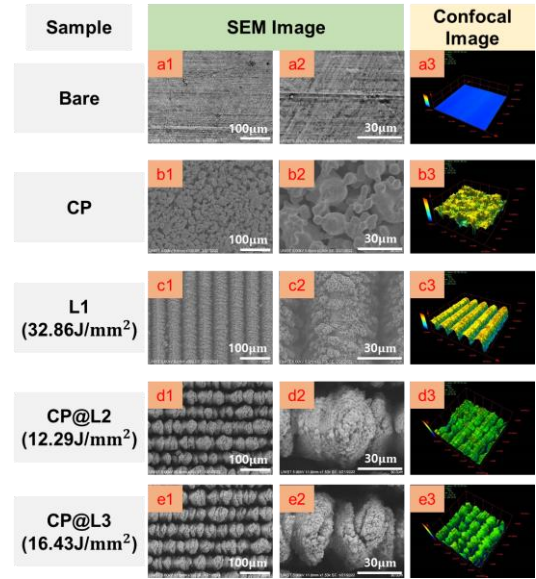 Sample
SEM Image
Confocal
Image
Bare
a1
100μm
a2
30μm
a3
CP
b1
100μm
b2
30μm
b3
L1
(32.86J/mm²)
c1
100μm
c2
30μm
c3
CP@L2
(12.29J/mm²)
d1
100μm
d2
30μm
d3
CP@L3
(16.43J/mm²)
e1
100μm
e2
30μm
e3